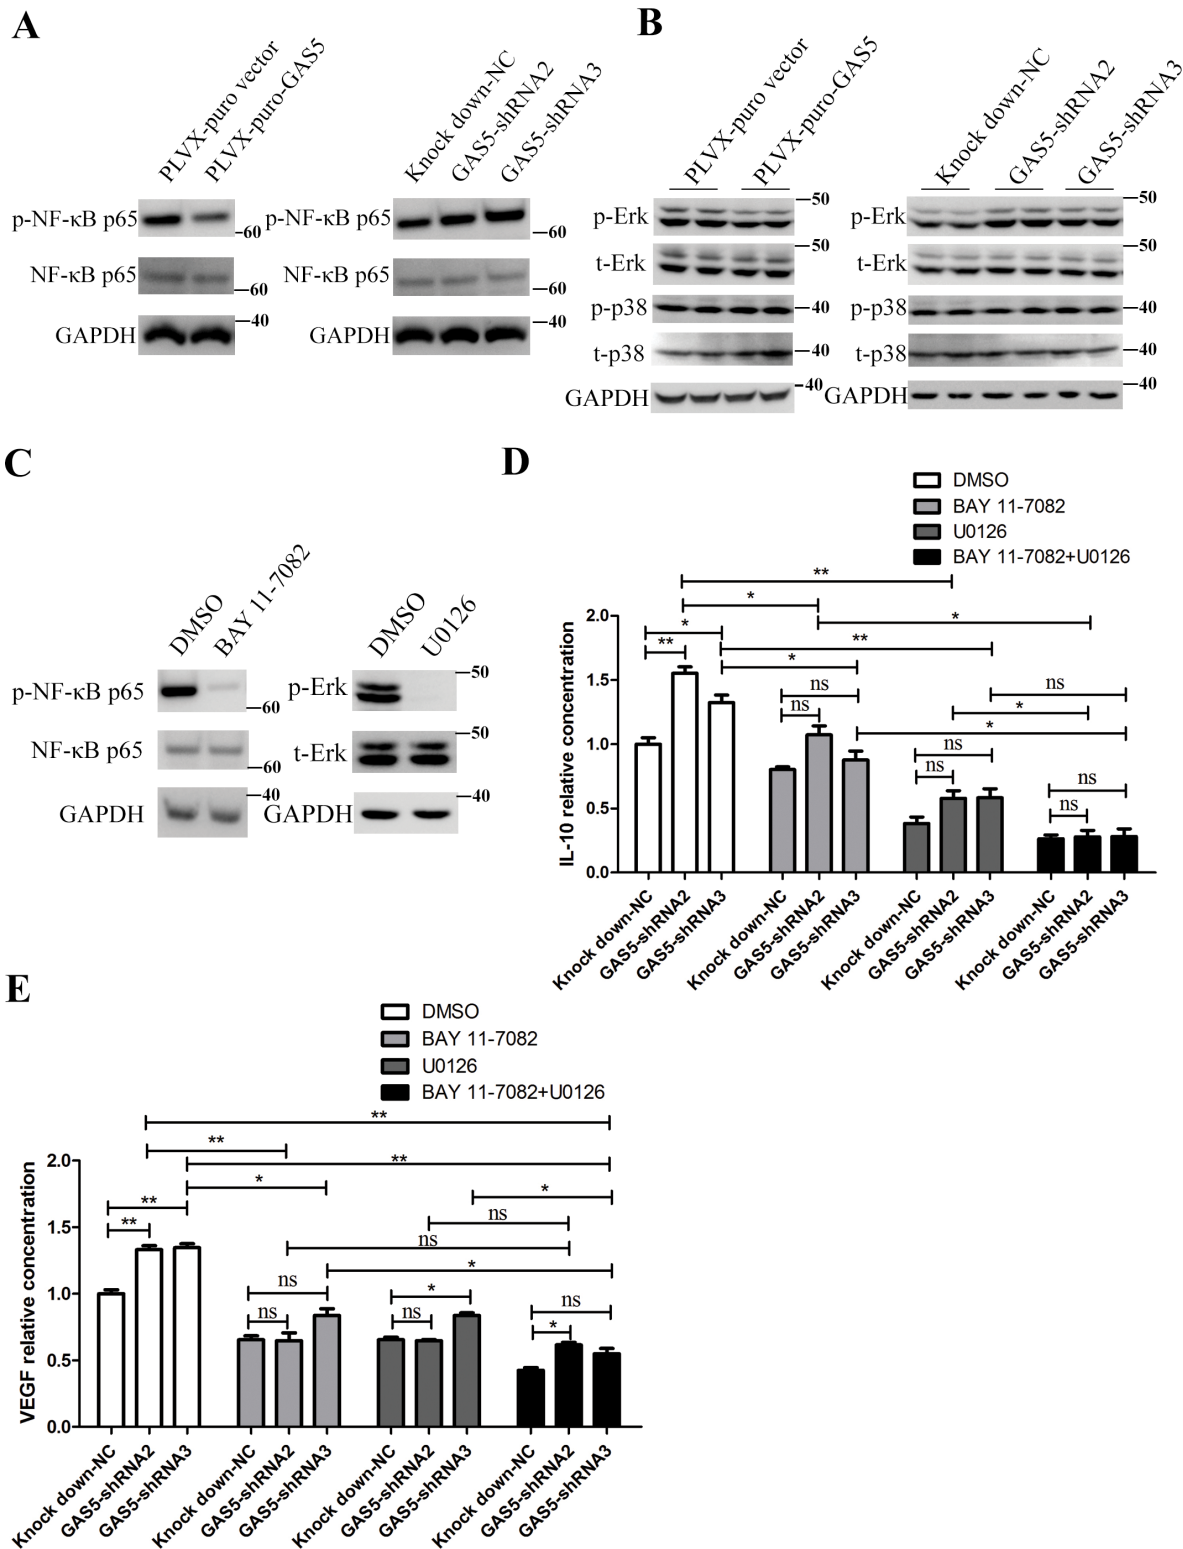 A
PLVX-puro vector
PLVX-puro-GAS5
Knock down-NC
GAS5-shRNA2
GAS5-shRNA3
p-NF-κB p65
60
p-NF-κB p65
60
NF-κB p65
60
NF-κB p65
60
GAPDH
40
GAPDH
40
B
PLVX-puro vector
PLVX-puro-GAS5
Knock down-NC
GAS5-shRNA2
GAS5-shRNA3
p-Erk
50
p-Erk
50
t-Erk
50
t-Erk
50
p-p38
40
p-p38
40
t-p38
40
t-p38
40
GAPDH
40
GAPDH
40
C
DMSO
BAY 11-7082
DMSO
U0126
p-NF-κB p65
60
p-Erk
50
NF-κB p65
60
t-Erk
50
GAPDH
40
GAPDH
40
D
DMSO
BAY 11-7082
U0126
BAY 11-7082+U0126
IL-10 relative concentration
2.0
1.5
1.0
0.5
0.0
**
*
*
*
**
**
*
ns
ns
ns
*
*
ns
ns
ns
ns
Knock down-NC
GAS5-shRNA2
GAS5-shRNA3
Knock down-NC
GAS5-shRNA2
GAS5-shRNA3
Knock down-NC
GAS5-shRNA2
GAS5-shRNA3
Knock down-NC
GAS5-shRNA2
GAS5-shRNA3
E
DMSO
BAY 11-7082
U0126
BAY 11-7082+U0126
VEGF relative concentration
2.0
1.5
1.0
0.5
0.0
**
**
**
*
*
**
**
ns
ns
*
ns
ns
*
ns
ns
*
Knock down-NC
GAS5-shRNA2
GAS5-shRNA3
Knock down-NC
GAS5-shRNA2
GAS5-shRNA3
Knock down-NC
GAS5-shRNA2
GAS5-shRNA3
Knock down-NC
GAS5-shRNA2
GAS5-shRNA3